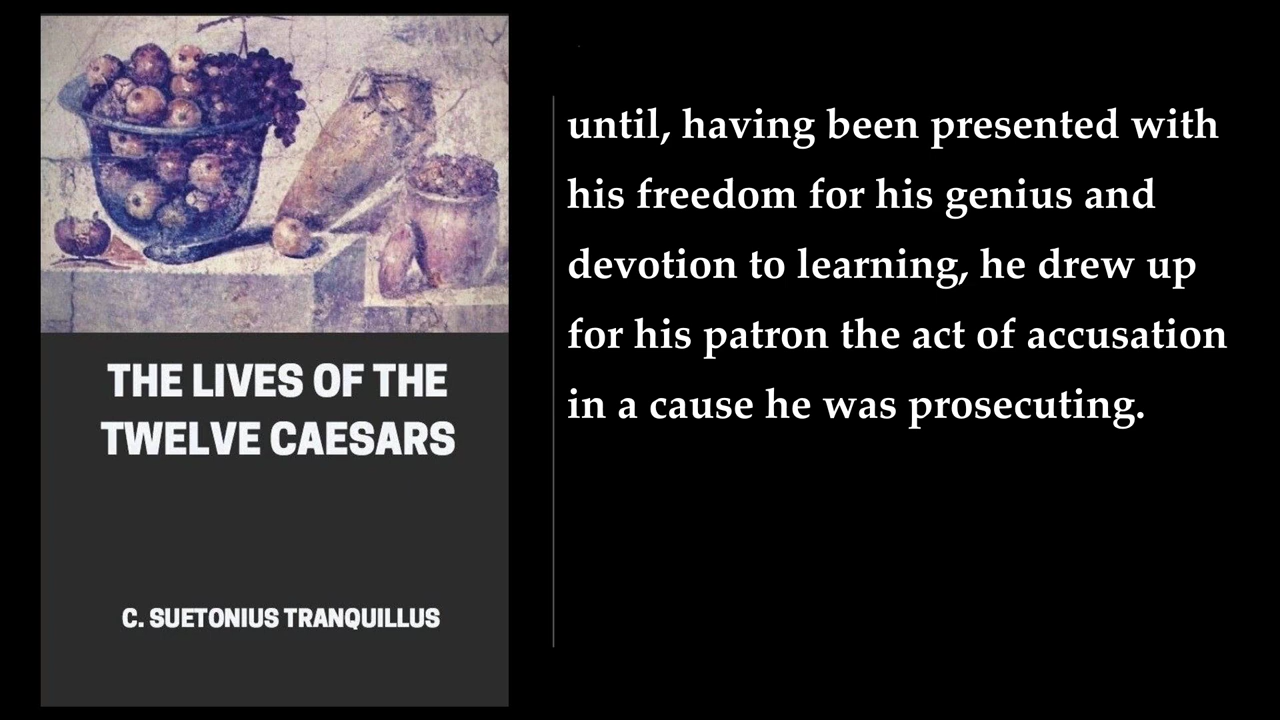 THE LIVES OF THE
TWELVE CAESARS
C. SUETONIUS TRANQUILLUS
until, having been presented with
his freedom for his genius and
devotion to learning, he drew up
for his patron the act of accusation
in a cause he was prosecuting.